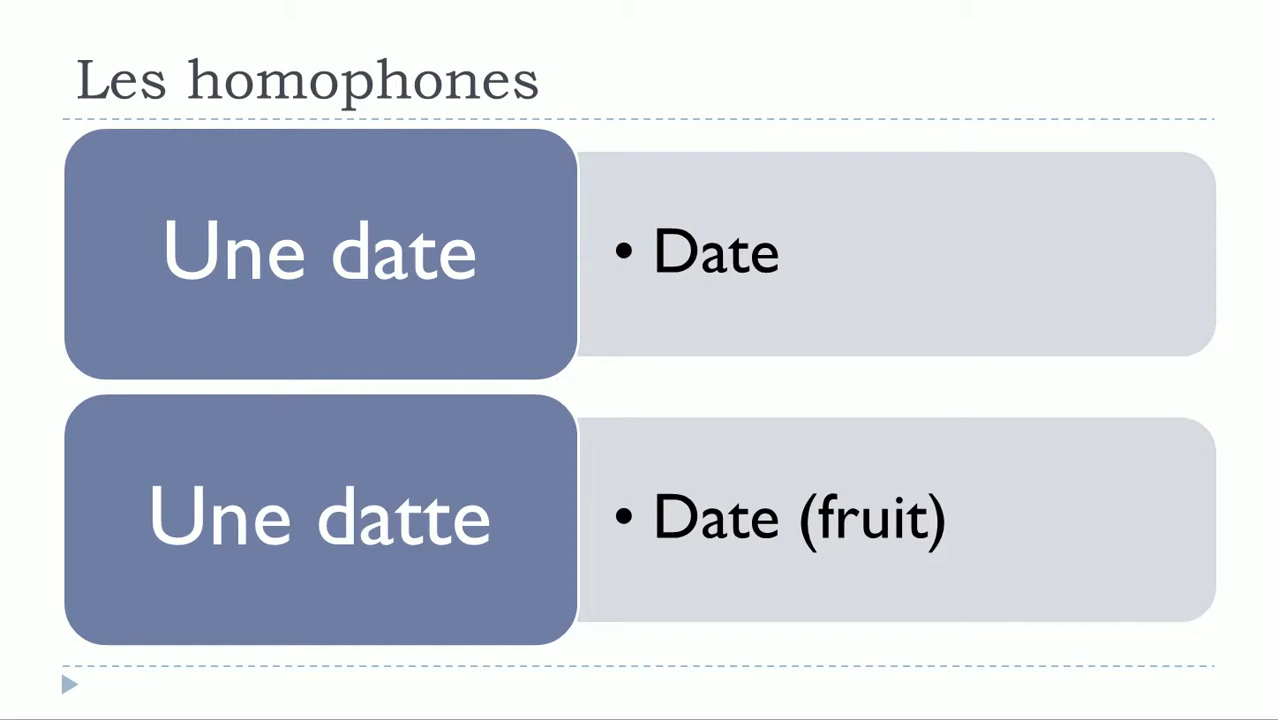 Les homophones
Une date
• Date
Une datte
• Date (fruit)